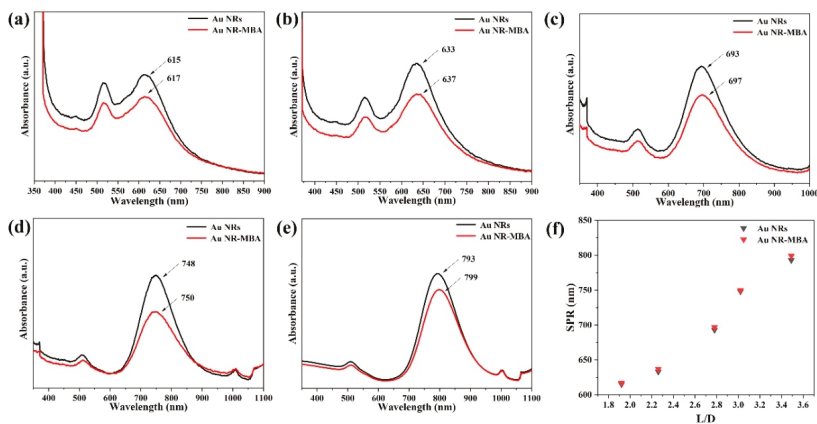 (a)
Au NRs
Au NR-MBA
615
617
Absorbance (a.u.)
350 400 450 500 550 600 650 700 750 800 850 900
Wavelength (nm)
(b)
Au NRs
Au NR-MBA
633
637
Absorbance (a.u.)
400 450 500 550 600 650 700 750 800 850 900
Wavelength (nm)
(c)
Au NRs
Au NR-MBA
693
697
Absorbance (a.u.)
400 500 600 700 800 900 1000
Wavelength (nm)
(d)
Au NRs
Au NR-MBA
748
750
Absorbance (a.u.)
400 500 600 700 800 900 1000 1100
Wavelength (nm)
(e)
Au NRs
Au NR-MBA
793
799
Absorbance (a.u.)
400 500 600 700 800 900 1000 1100
Wavelength (nm)
(f)
Au NRs
Au NR-MBA
SPR (nm)
850
800
750
700
650
600
1.8 2.0 2.2 2.4 2.6 2.8 3.0 3.2 3.4 3.6
L/D